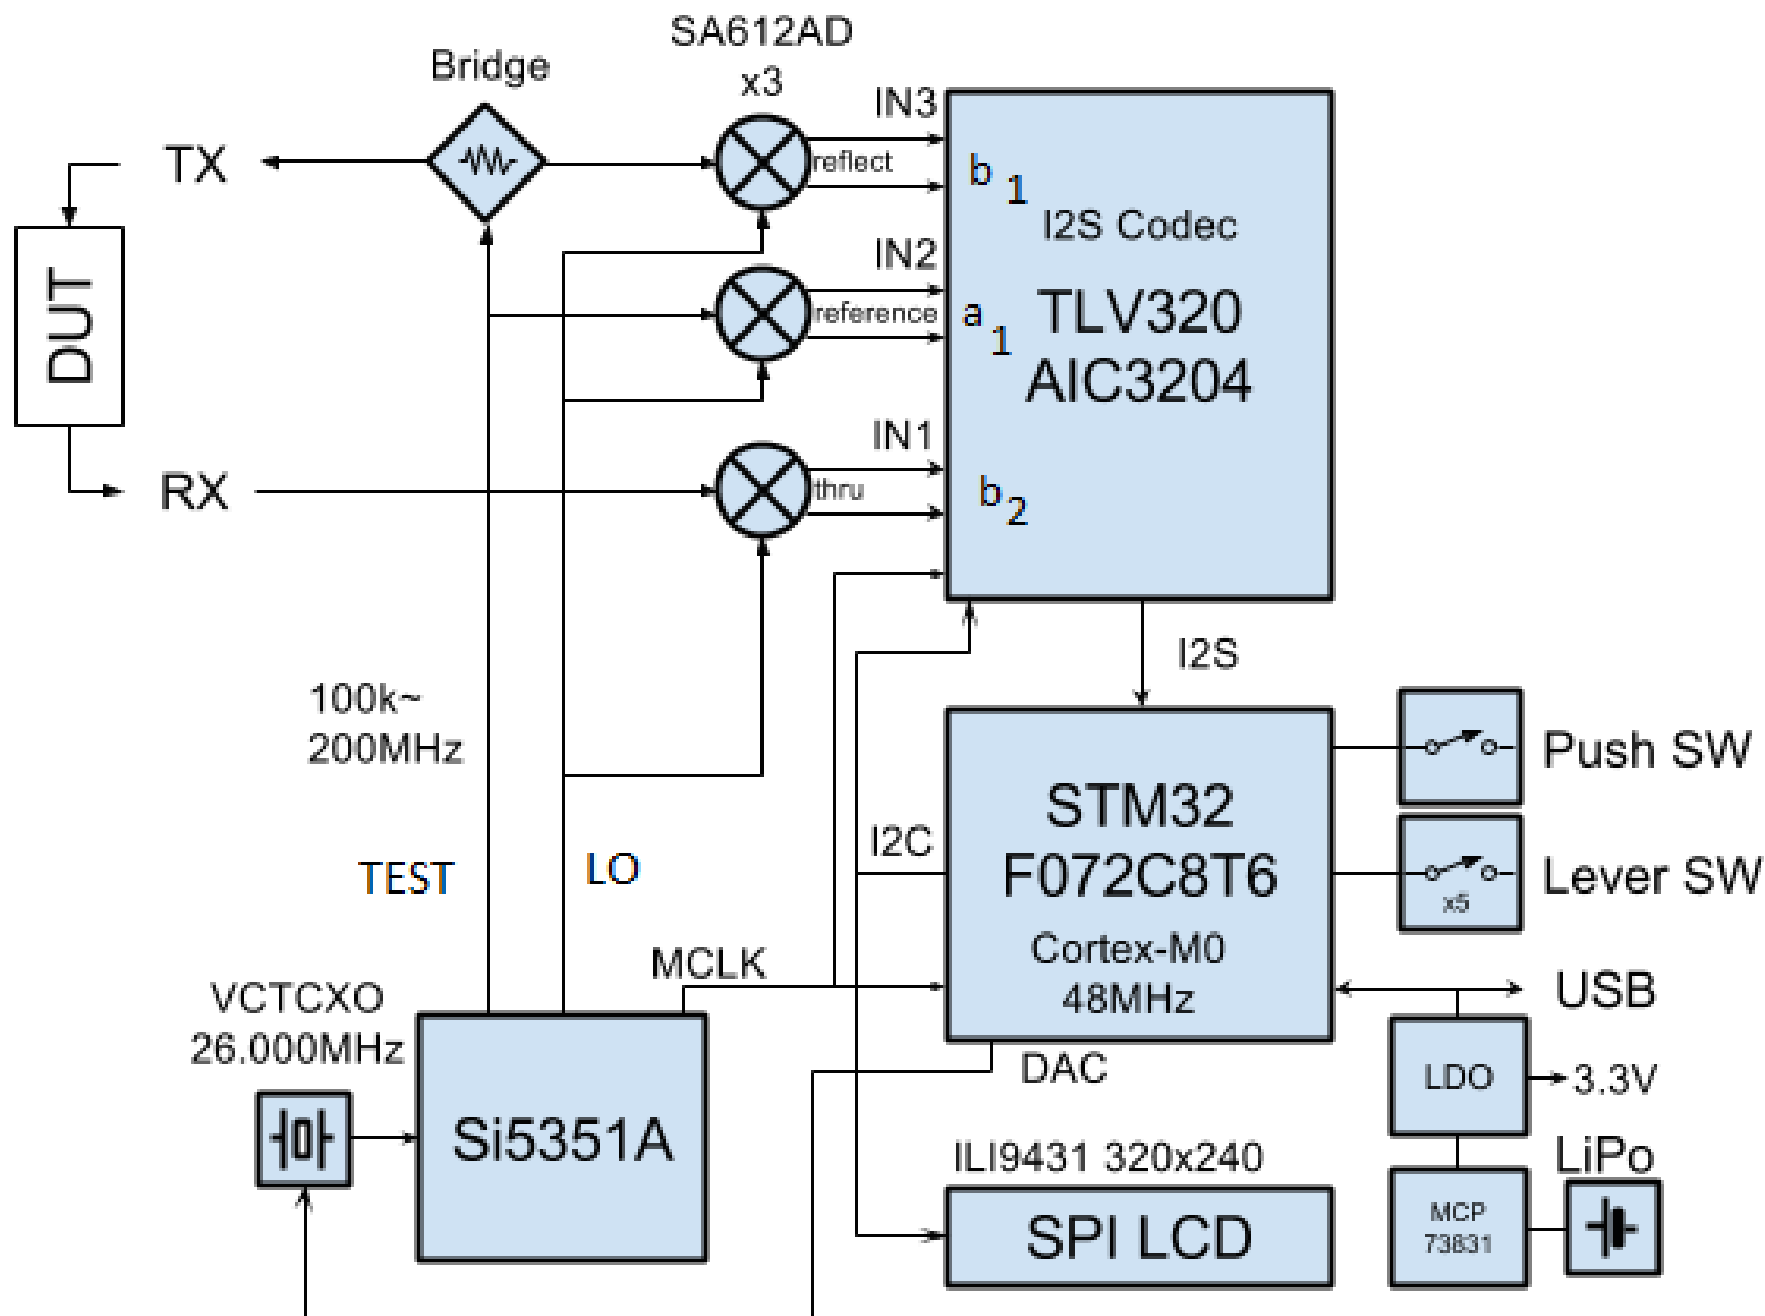 SA612AD
x3
Bridge
IN3
TX
reflect
b 1
I2S Codec
IN2
DUT
reference
a 1
TLV320
AIC3204
IN1
RX
thru
b 2
I2S
100k~
200MHz
Push SW
STM32
F072C8T6
I2C
TEST
LO
Lever SW
x5
Cortex-M0
48MHz
MCLK
VCTCXO
26.000MHz
USB
DAC
LDO
3.3V
Si5351A
ILI9431 320x240
LiPo
SPI LCD
MCP
73831